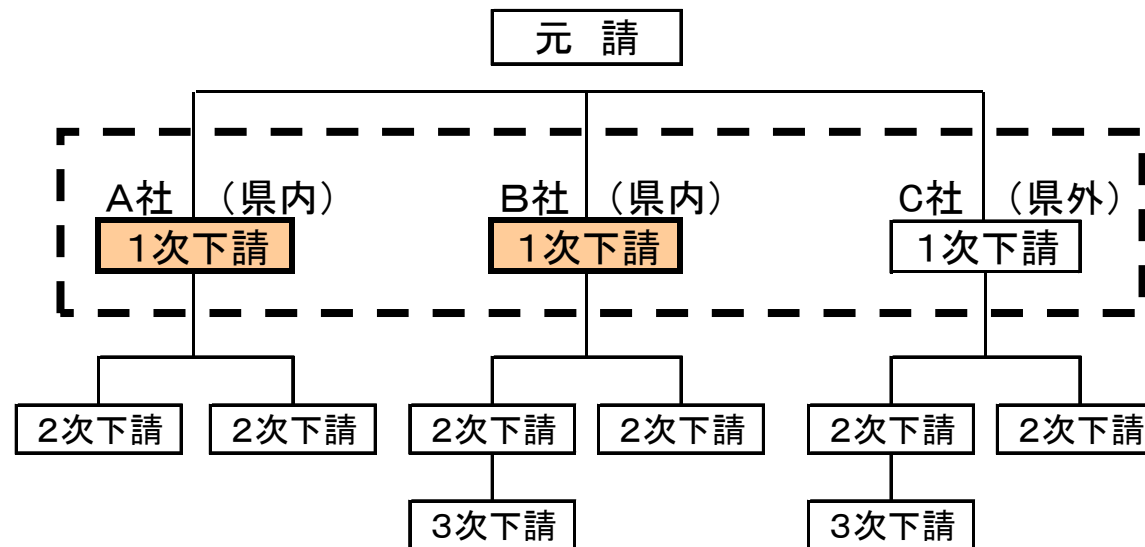 元　請
A社　（県内）　B社　（県内）　C社　（県外）
1次下請　1次下請　1次下請
2次下請　2次下請　2次下請　2次下請　2次下請　2次下請
3次下請　3次下請